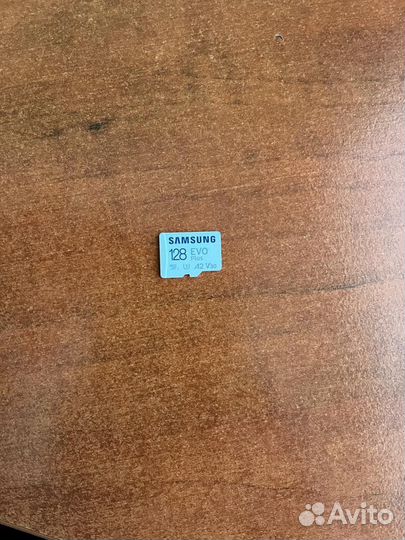 SAMSUNG
128 EVO
Plus
U3 A2 V30
Avito